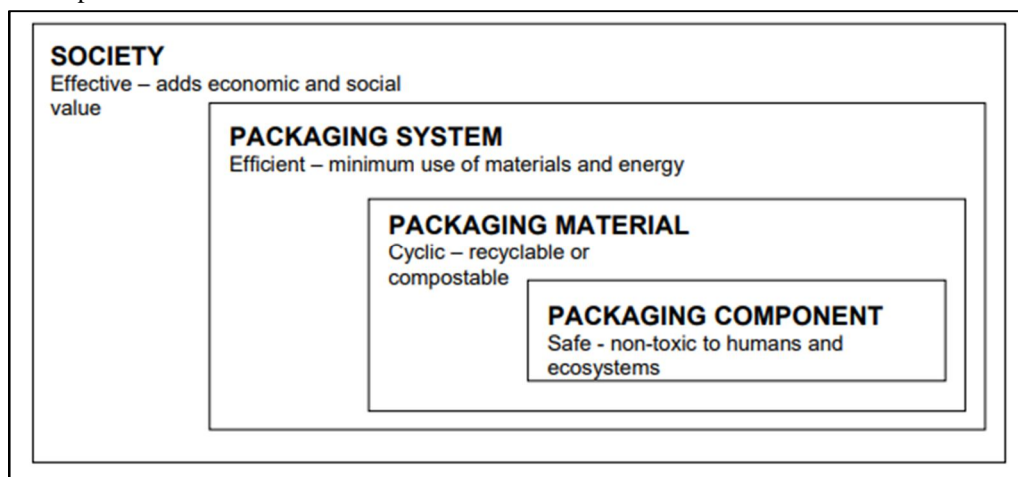 SOCIETY
Effective – adds economic and social
value
PACKAGING SYSTEM
Efficient – minimum use of materials and energy
PACKAGING MATERIAL
Cyclic – recyclable or
compostable
PACKAGING COMPONENT
Safe - non-toxic to humans and
ecosystems